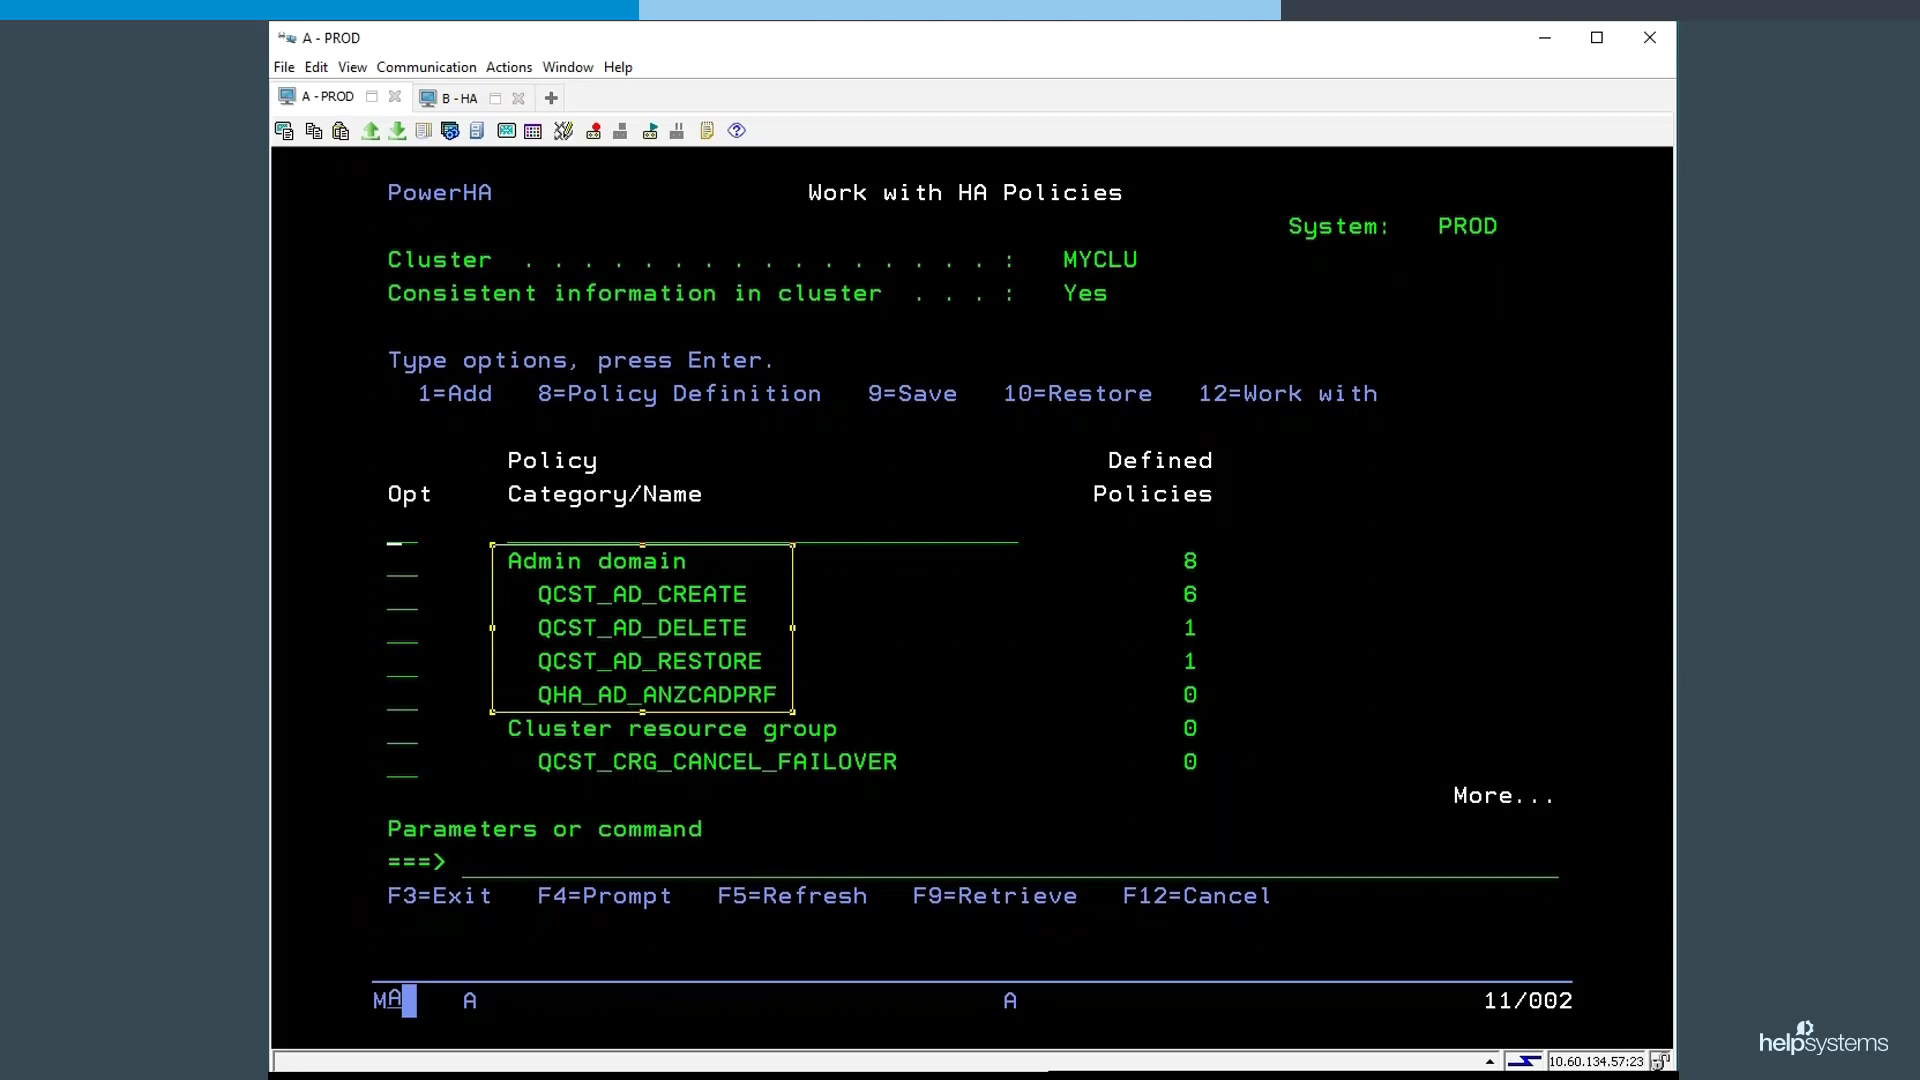 A - PROD
File Edit View Communication Actions Window Help
A - PROD B - HA
PowerHA Work with HA Policies
System: PROD
Cluster . . . . . . . . . . . . . . . . : MYCLU
Consistent information in cluster . . . : Yes
Type options, press Enter.
1=Add 8=Policy Definition 9=Save 10=Restore 12=Work with
Policy Defined
Opt Category/Name Policies
Admin domain 8
QCST_AD_CREATE 6
QCST_AD_DELETE 1
QCST_AD_RESTORE 1
QHA_AD_ANZCADPRF 0
Cluster resource group 0
QCST_CRG_CANCEL_FAILOVER 0
More...
Parameters or command
===>
F3=Exit F4=Prompt F5=Refresh F9=Retrieve F12=Cancel
MA A A 11/002
10.60.134.57:23
helpsystems